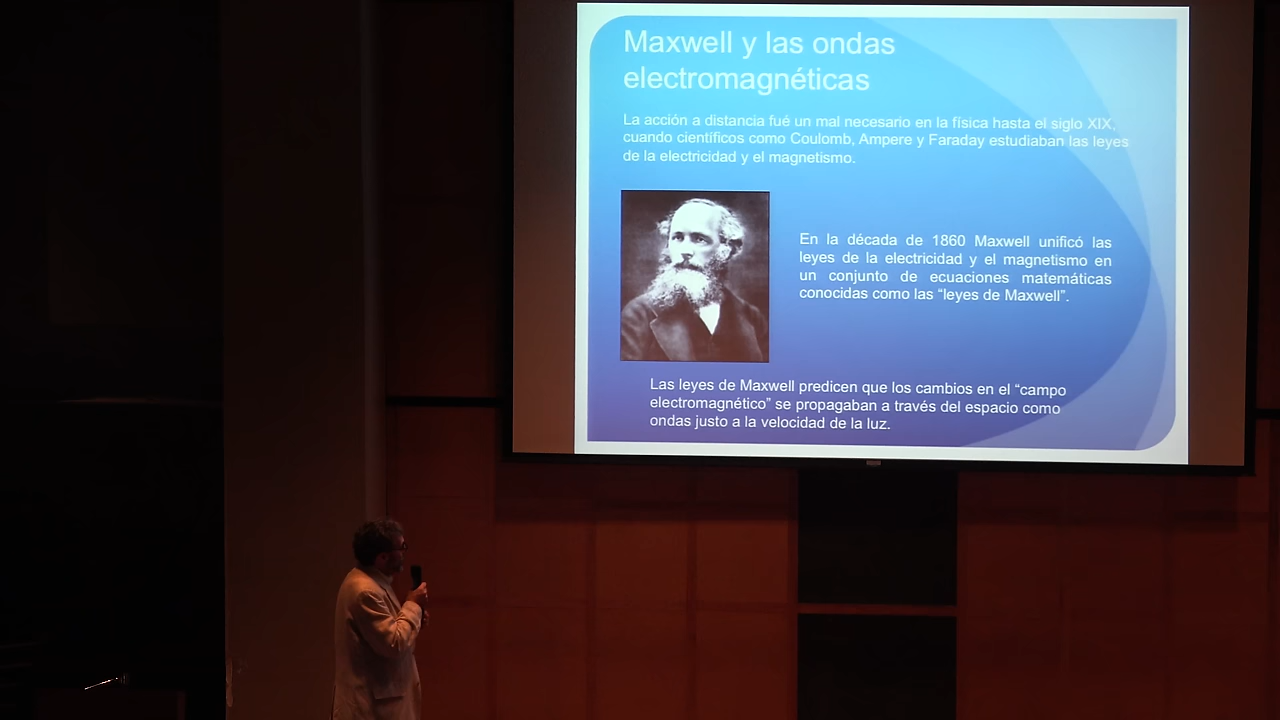 Maxwell y las ondas
electromagnéticas
La acción a distancia fué un mal necesario en la física hasta el siglo XIX,
cuando científicos como Coulomb, Ampere y Faraday estudiaban las leyes
de la electricidad y el magnetismo.
En la década de 1860 Maxwell unificó las
leyes de la electricidad y el magnetismo en
un conjunto de ecuaciones matemáticas
conocidas como las “leyes de Maxwell”.
Las leyes de Maxwell predicen que los cambios en el “campo
electromagnético” se propagaban a través del espacio como
ondas justo a la velocidad de la luz.